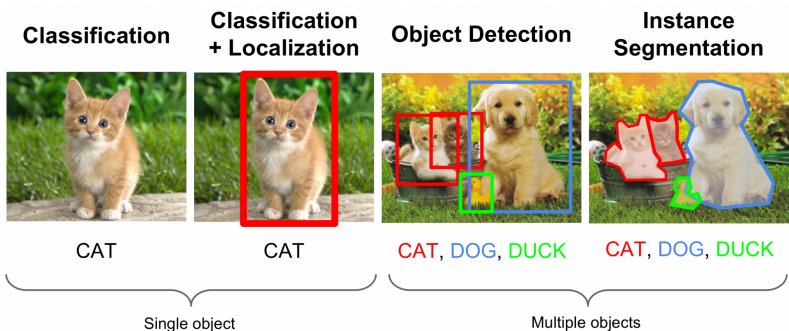 Classification
Classification
+ Localization
Object Detection
Instance
Segmentation
CAT
CAT
CAT, DOG, DUCK
CAT, DOG, DUCK
Single object
Multiple objects